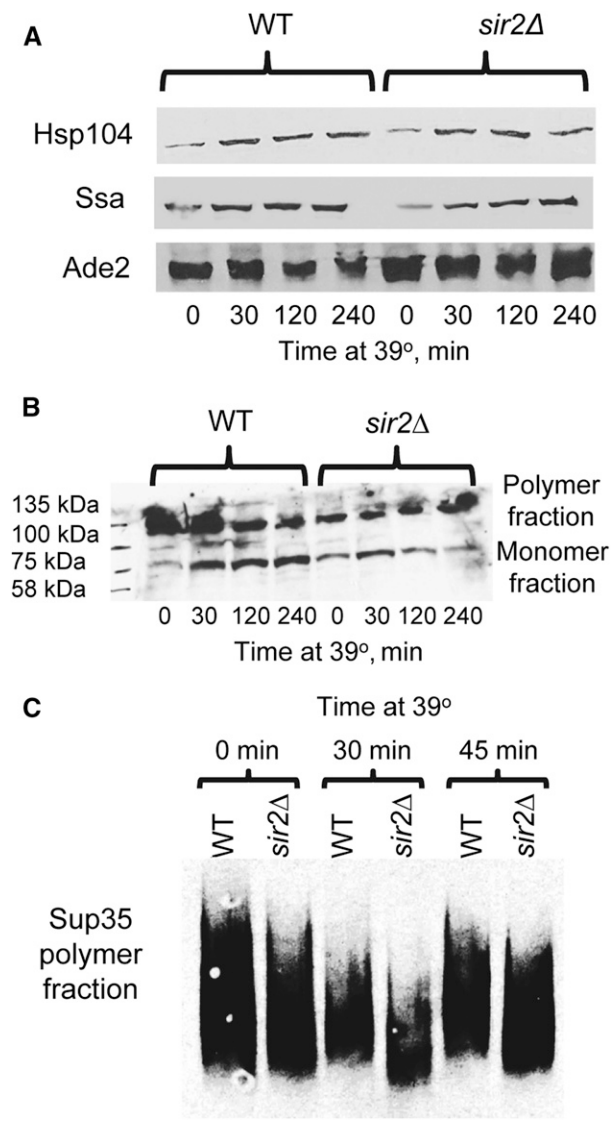 A
WT sir2Δ
Hsp104
Ssa
Ade2
0 30 120 240 0 30 120 240
Time at 39°, min
B
WT sir2Δ
135 kDa
100 kDa
75 kDa
58 kDa
Polymer
fraction
Monomer
fraction
0 30 120 240 0 30 120 240
Time at 39°, min
C
Time at 39°
0 min 30 min 45 min
WT sir2Δ WT sir2Δ WT sir2Δ
Sup35
polymer
fraction